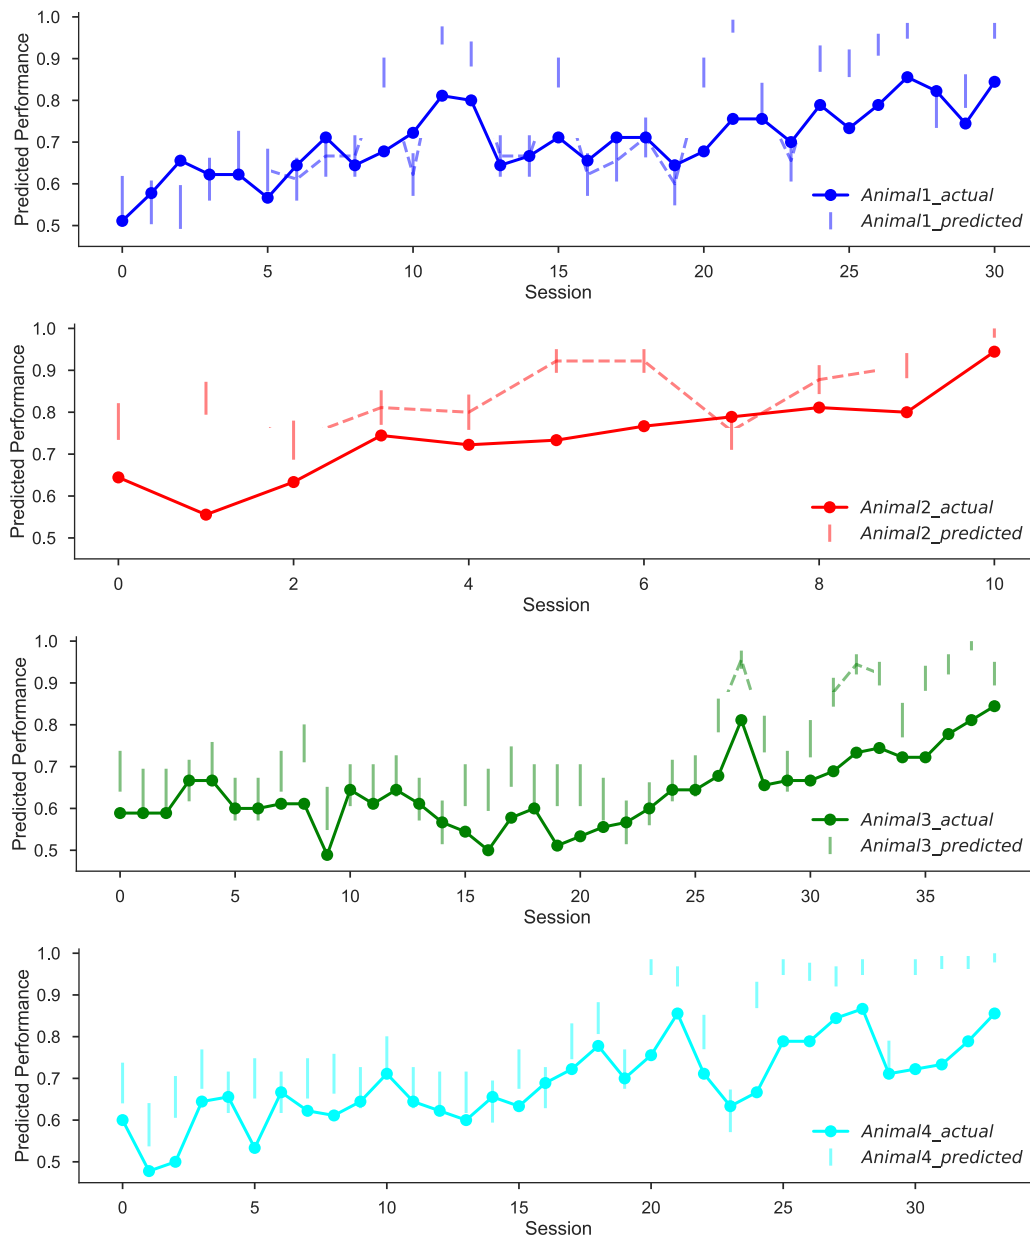 1.0
0.9
0.8
0.7
0.6
0.5
Predicted Performance
Animal1_actual
Animal1_predicted
0 5 10 15 20 25 30
Session
1.0
0.9
0.8
0.7
0.6
0.5
Predicted Performance
Animal2_actual
Animal2_predicted
0 2 4 6 8 10
Session
1.0
0.9
0.8
0.7
0.6
0.5
Predicted Performance
Animal3_actual
Animal3_predicted
0 5 10 15 20 25 30 35
Session
1.0
0.9
0.8
0.7
0.6
0.5
Predicted Performance
Animal4_actual
Animal4_predicted
0 5 10 15 20 25 30
Session